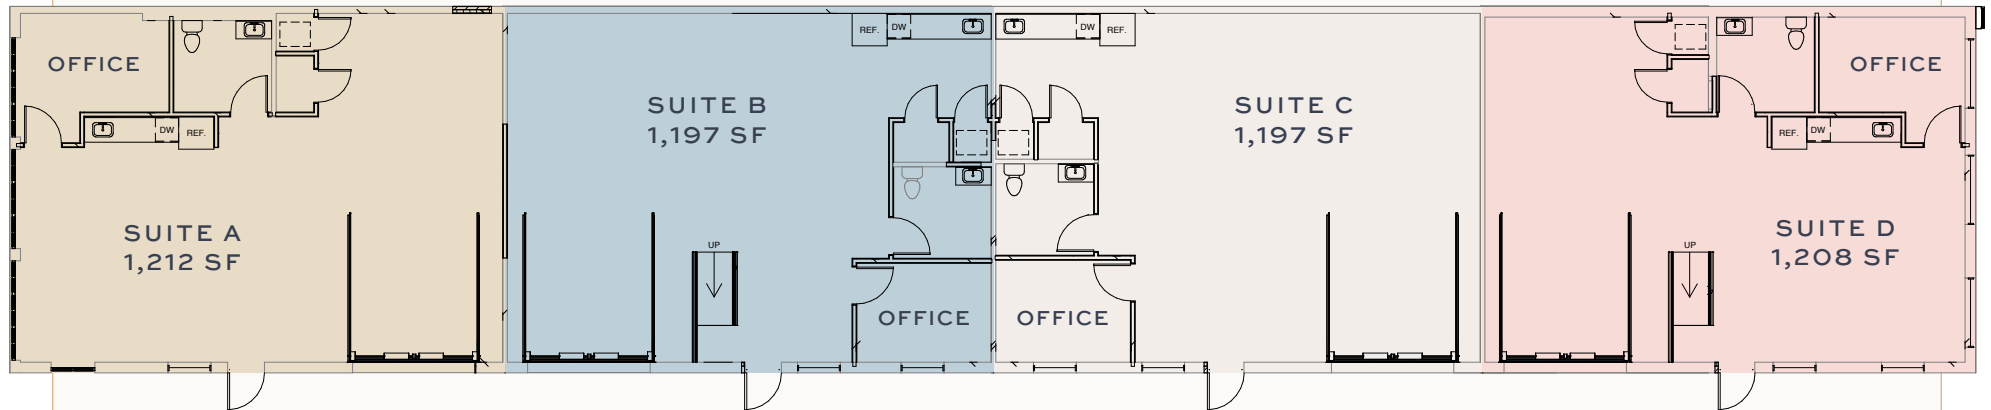 OFFICE
DW
REF.
SUITE A
1,212 SF
SUITE B
1,197 SF
REF.
DW
UP
OFFICE
SUITE C
1,197 SF
DW
REF.
OFFICE
OFFICE
REF.
DW
SUITE D
1,208 SF
UP